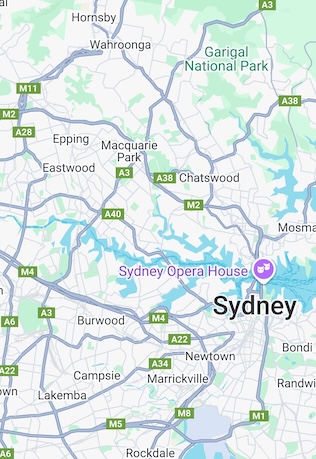 A3
Hornsby
Wahroonga
Garigal
National Park
M11
A38
M2
A28
Epping
Macquarie
Park
Eastwood
A3
A38
Chatswood
M2
A40
Mosma
Sydney Opera House
M4
Sydney
A3
A6
Burwood
M4
A22
Bondi
Newtown
A34
A22
Campsie
Marrickville
Randwi
Lakemba
own
M8
M1
M5
Rockdale
A6